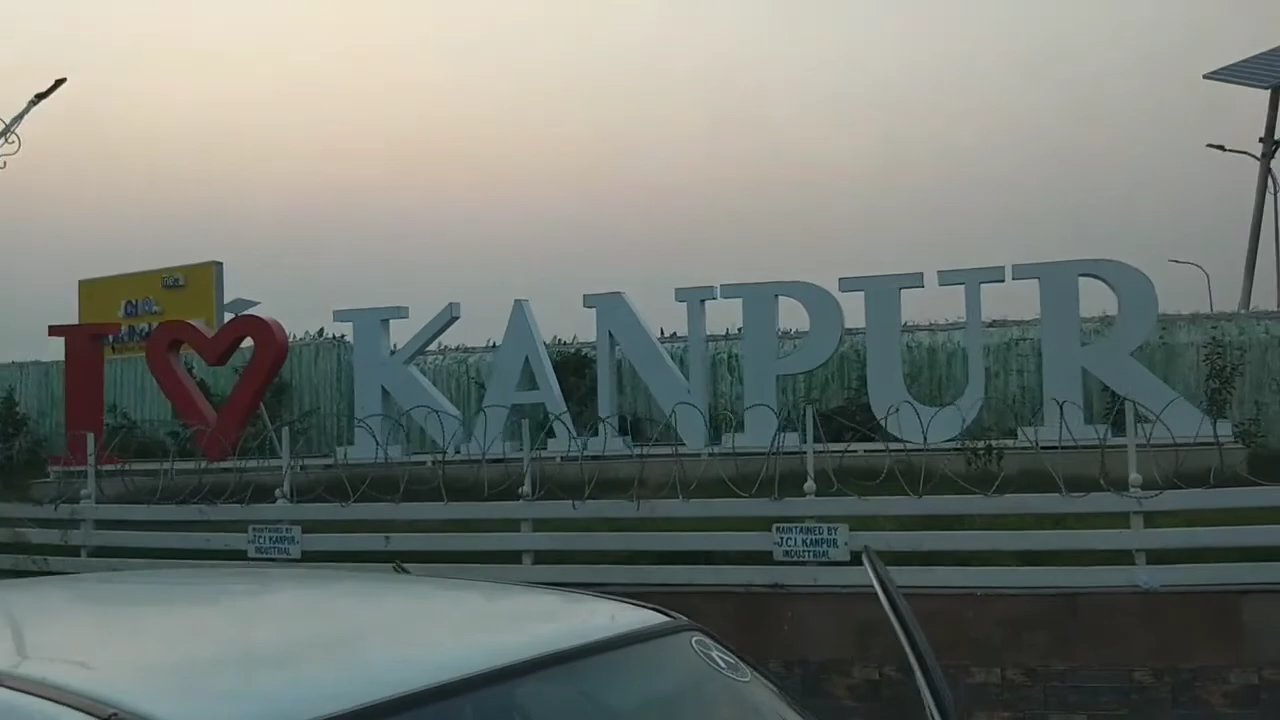 I ❤ KANPUR
MAINTAINED BY
J.C.I. KANPUR
INDUSTRIAL
MAINTAINED BY
J.C.I. KANPUR
INDUSTRIAL